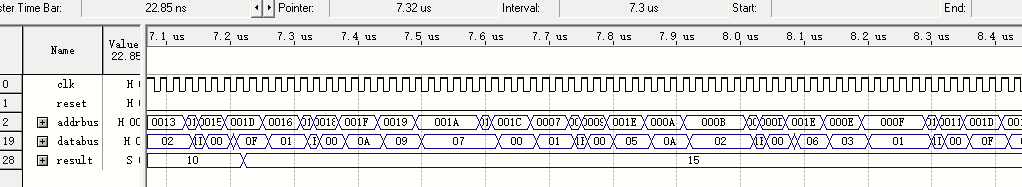 ster Time Bar: 22.85 ns Pointer: 7.32 us Interval: 7.3 us Start: End:
Name Value 22.85 7.1 us 7.2 us 7.3 us 7.4 us 7.5 us 7.6 us 7.7 us 7.8 us 7.9 us 8.0 us 8.1 us 8.2 us 8.3 us 8.4 us
0 clk H
1 reset H
2 addrbus H 0013 0015 001D 0016 001F 0019 001A 001C 0007 001E 000A 000B 001E 000E 000F 001D
19 databus H 02 00 0F 01 00 0A 09 07 00 01 00 05 0A 02 00 06 03 01 00 0F
28 result S 10 15